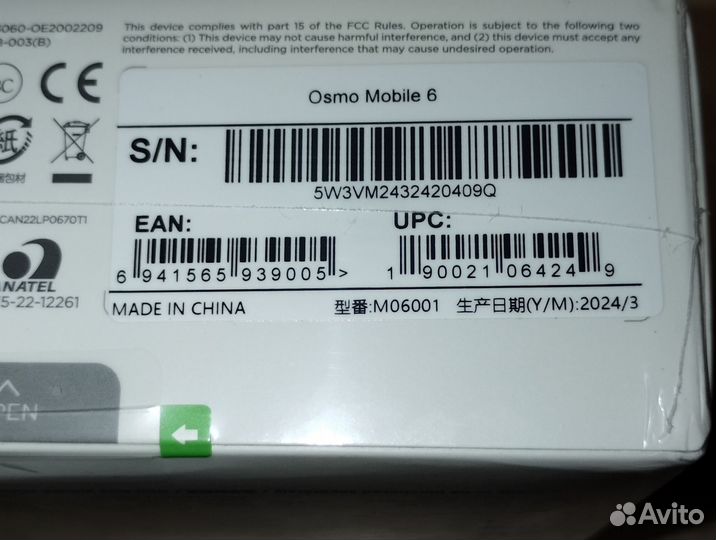 5060-OE2002209
-003(B)
This device complies with part 15 of the FCC Rules. Operation is subject to the following two
conditions: (1) This device may not cause harmful interference, and (2) this device must accept any
interference received, including interference that may cause undesired operation.
CE
Osmo Mobile 6
S/N:
5W3VM2432420409Q
EAN:
UPC:
6 941565 939005 >
1 90021 06424 9
CAN22LP0670T1
ANATEL
5-22-12261
MADE IN CHINA
型番:M06001
生产日期(Y/M):2024/3
PEN
Avito